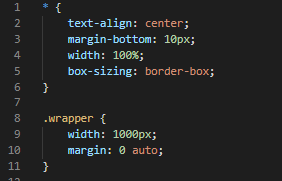 1 * {
2 text-align: center;
3 margin-bottom: 10px;
4 width: 100%;
5 box-sizing: border-box;
6 }
7
8 .wrapper {
9 width: 1000px;
10 margin: 0 auto;
11 }